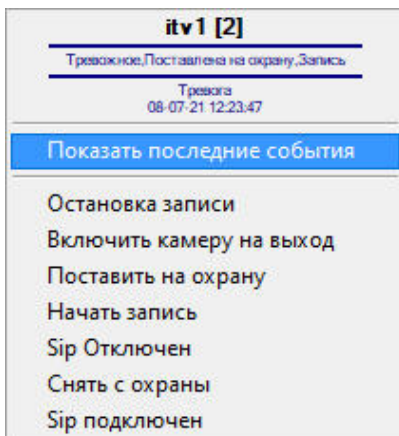 itv1 [2]
Тревожное,Поставлена на охрану,Запись
Тревога
08-07-21 12:23:47
Показать последние события
Остановка записи
Включить камеру на выход
Поставить на охрану
Начать запись
Sip Отключен
Снять с охраны
Sip подключен